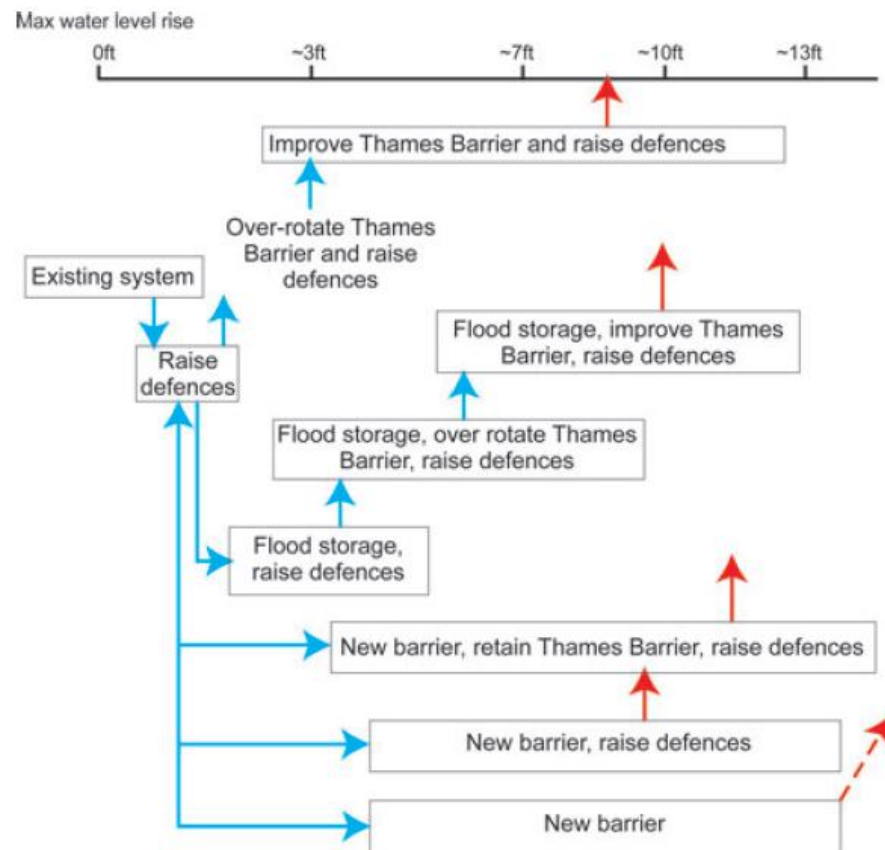 Max water level rise
0ft ~3ft ~7ft ~10ft ~13ft
Improve Thames Barrier and raise defences
Over-rotate Thames
Barrier and raise
defences
Existing system
Raise
defences
Flood storage, improve Thames
Barrier, raise defences
Flood storage, over rotate Thames
Barrier, raise defences
Flood storage,
raise defences
New barrier, retain Thames Barrier, raise defences
New barrier, raise defences
New barrier